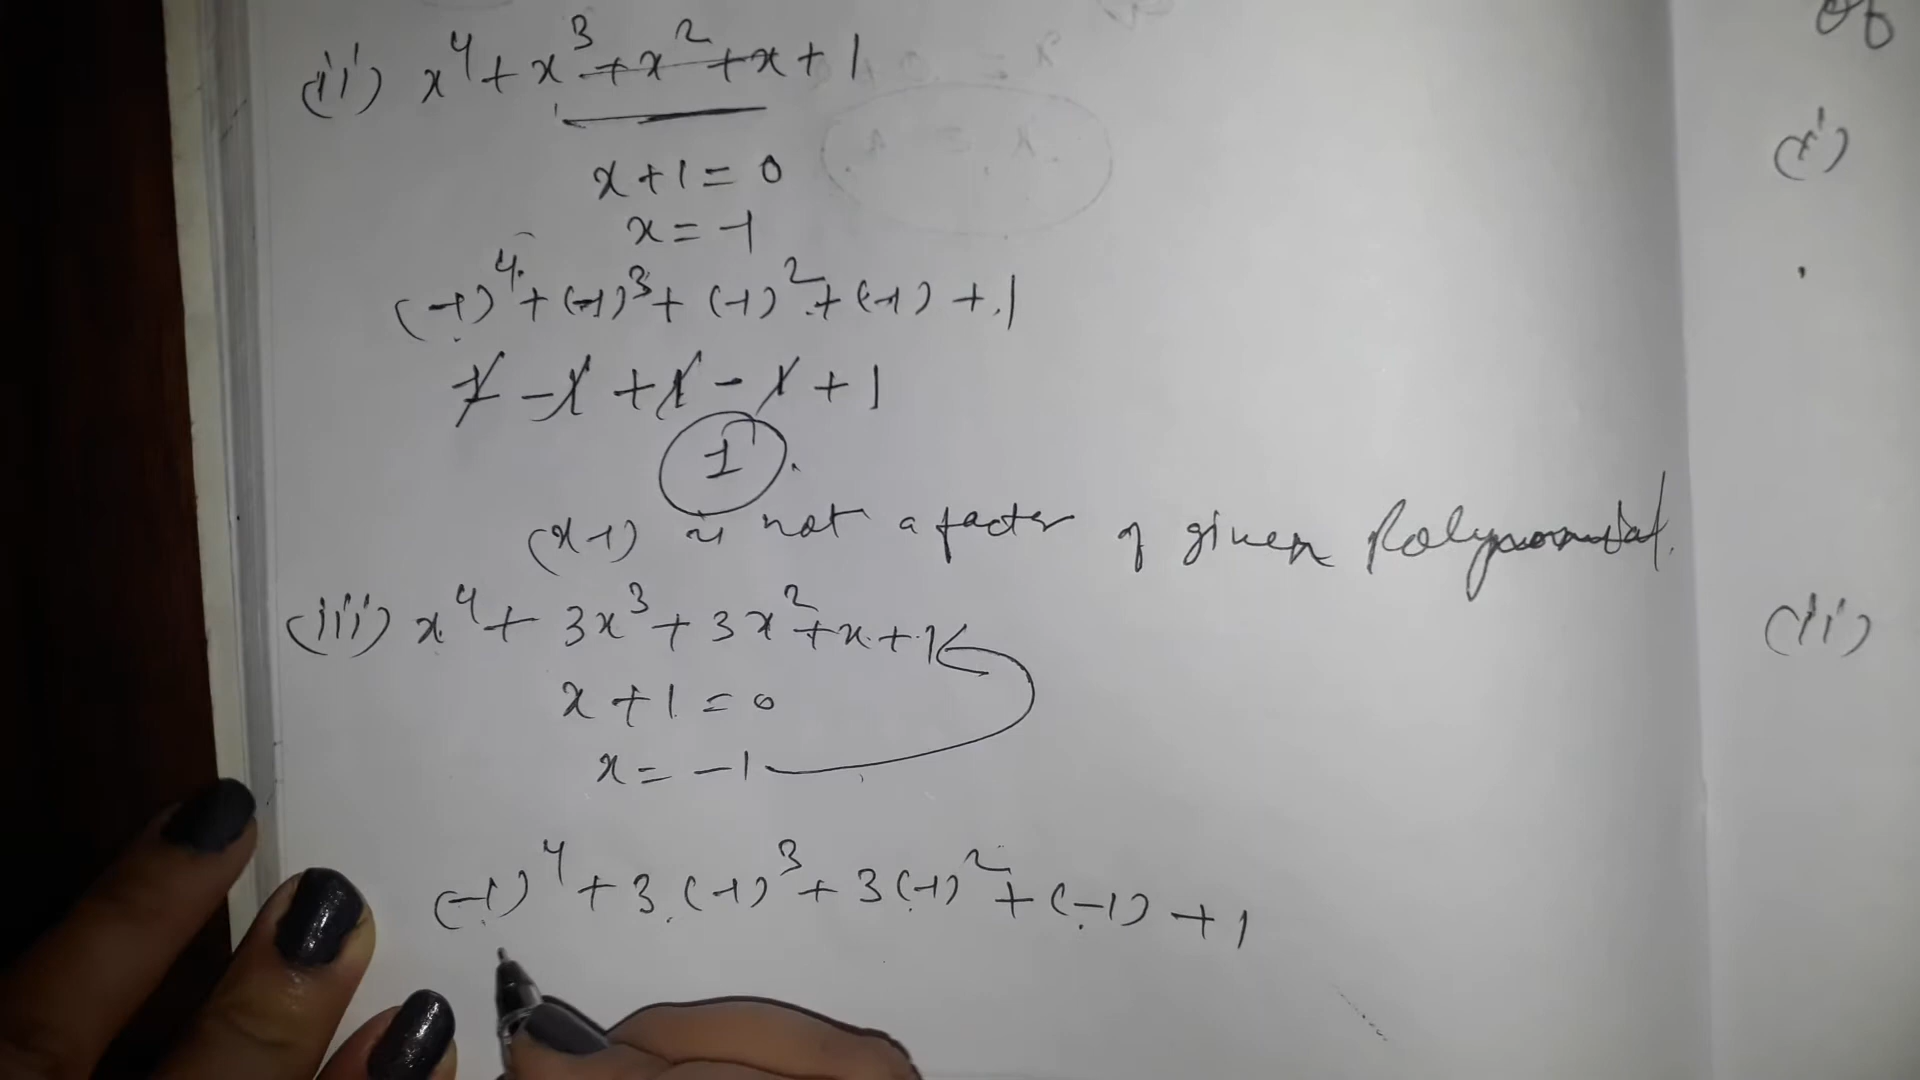 (ii) x⁴ + x³ + x² + x + 1
x + 1 = 0
x = -1
(-1)⁴ + (-1)³ + (-1)² + (-1) + 1
1 - 1 + 1 - 1 + 1
1.
(x+1) is not a factor of given Polynomial.
(iii) x⁴ + 3x³ + 3x² + x + 1
x + 1 = 0
x = -1
(-1)⁴ + 3(-1)³ + 3(-1)² + (-1) + 1
(i)
(ii)